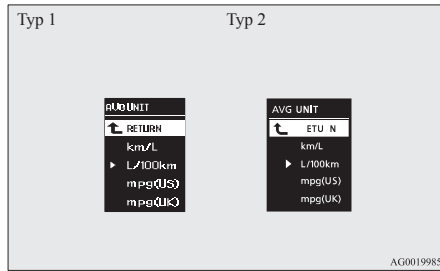 Typ 1
AVG UNIT
RETURN
km/L
L/100km
mpg(US)
mpg(UK)
Typ 2
AVG UNIT
ETU N
km/L
L/100km
mpg(US)
mpg(UK)
AG0019985